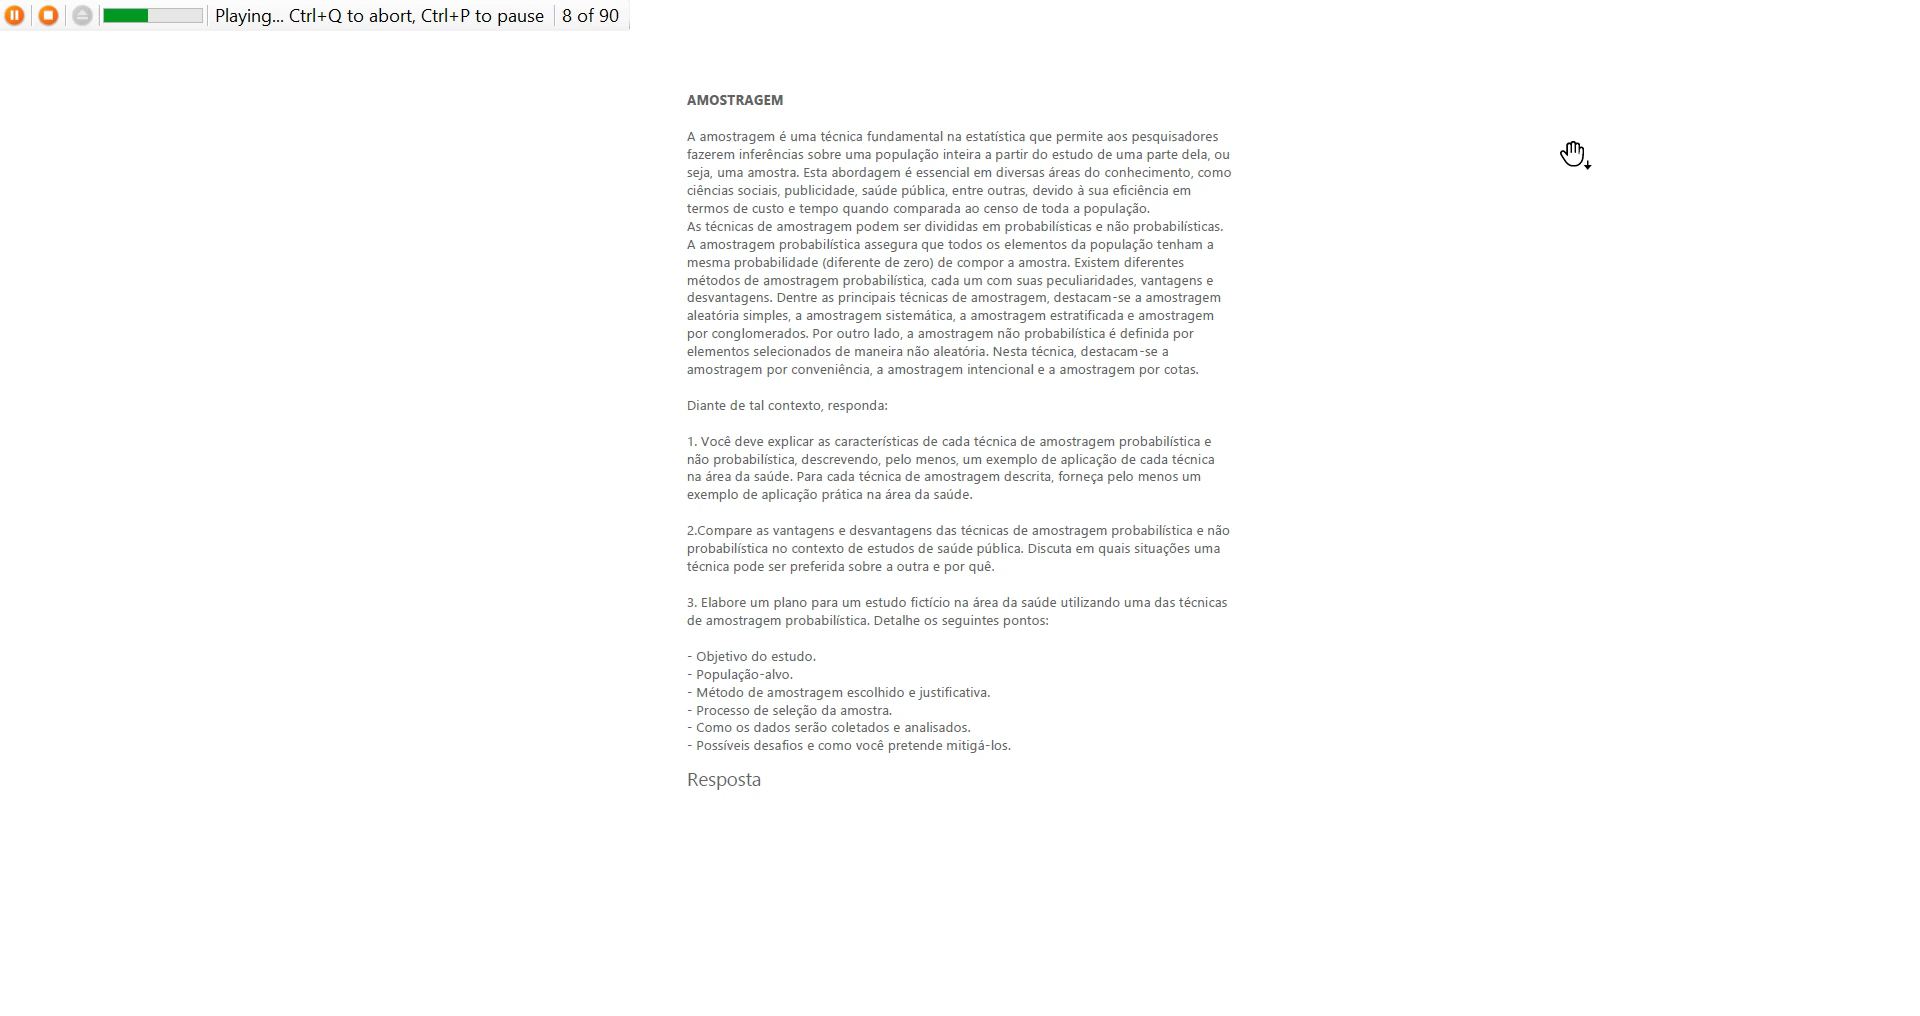 Playing... Ctrl+Q to abort, Ctrl+P to pause 8 of 90
AMOSTRAGEM
A amostragem é uma técnica fundamental na estatística que permite aos pesquisadores
fazerem inferências sobre uma população inteira a partir do estudo de uma parte dela, ou
seja, uma amostra. Esta abordagem é essencial em diversas áreas do conhecimento, como
ciências sociais, publicidade, saúde pública, entre outras, devido à sua eficiência em
termos de custo e tempo quando comparada ao censo de toda a população.
As técnicas de amostragem podem ser divididas em probabilísticas e não probabilísticas.
A amostragem probabilística assegura que todos os elementos da população tenham a
mesma probabilidade (diferente de zero) de compor a amostra. Existem diferentes
métodos de amostragem probabilística, cada um com suas peculiaridades, vantagens e
desvantagens. Dentre as principais técnicas de amostragem, destacam-se a amostragem
aleatória simples, a amostragem sistemática, a amostragem estratificada e amostragem
por conglomerados. Por outro lado, a amostragem não probabilística é definida por
elementos selecionados de maneira não aleatória. Nesta técnica, destacam-se a
amostragem por conveniência, a amostragem intencional e a amostragem por cotas.
Diante de tal contexto, responda:
1. Você deve explicar as características de cada técnica de amostragem probabilística e
não probabilística, descrevendo, pelo menos, um exemplo de aplicação de cada técnica
na área da saúde. Para cada técnica de amostragem descrita, forneça pelo menos um
exemplo de aplicação prática na área da saúde.
2.Compare as vantagens e desvantagens das técnicas de amostragem probabilística e não
probabilística no contexto de estudos de saúde pública. Discuta em quais situações uma
técnica pode ser preferida sobre a outra e por quê.
3. Elabore um plano para um estudo fictício na área da saúde utilizando uma das técnicas
de amostragem probabilística. Detalhe os seguintes pontos:
- Objetivo do estudo.
- População-alvo.
- Método de amostragem escolhido e justificativa.
- Processo de seleção da amostra.
- Como os dados serão coletados e analisados.
- Possíveis desafios e como você pretende mitigá-los.
Resposta